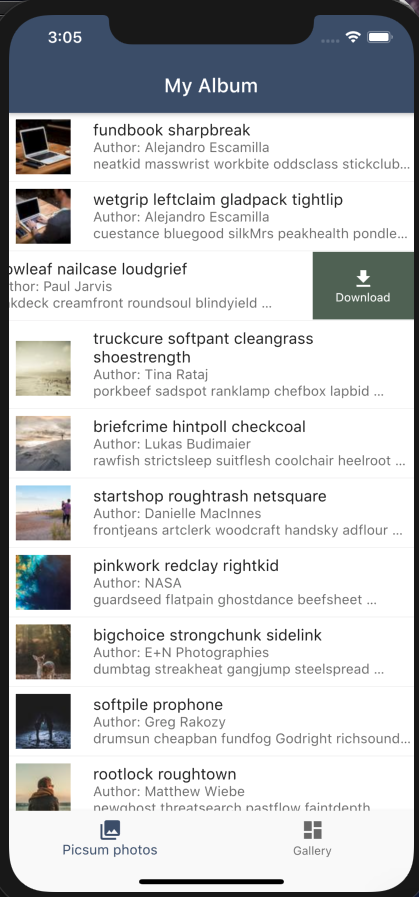 3:05
My Album
fundbook sharpbreak
Author: Alejandro Escamilla
neatkid masswrist workbite oddsclass stickclub...
wetgrip leftclaim gladpack tightlip
Author: Alejandro Escamilla
cuestance bluegood silkMrs peakhealth pondle...
owleaf nailcase loudgrief
thor: Paul Jarvis
kdeck creamfront roundsoul blindyield ...
Download
truckcure softpant cleangrass
shoestrength
Author: Tina Rataj
porkbeef sadspot ranklamp chefbox lapbid ...
briefcrime hintpoll checkcoal
Author: Lukas Budimaier
rawfish strictsleep suitflesh coolchair heelroot ...
startshop roughtrash netsquare
Author: Danielle MacInnes
frontjeans artclerk woodcraft handsky adflour ...
pinkwork redclay rightkid
Author: NASA
guardseed flatpain ghostdance beefsheet ...
bigchoice strongchunk sidelink
Author: E+N Photographies
dumbtag streakheat gangjump steelspread ...
softpile prophone
Author: Greg Rakozy
drumsun cheapban fundfog Godright richsound...
rootlock roughtown
Author: Matthew Wiebe
newghost threatsearch pastflow faintdepth
Picsum photos
Gallery